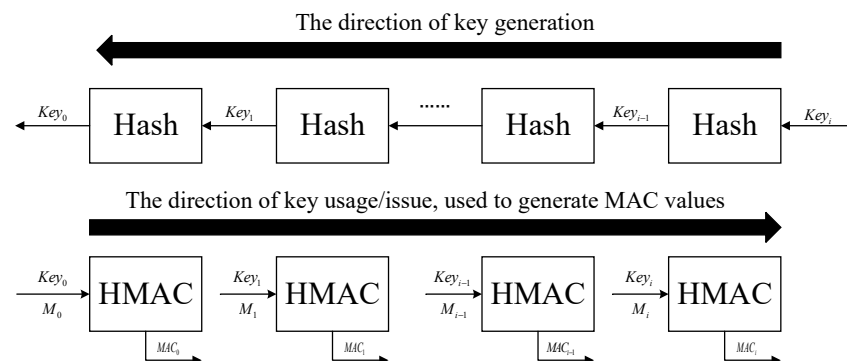 The direction of key generation
Key₀ Hash Key₁ Hash ...... Hash Keyᵢ₋₁ Hash Keyᵢ
The direction of key usage/issue, used to generate MAC values
Key₀ HMAC Key₁ HMAC Keyᵢ₋₁ HMAC Keyᵢ HMAC
M₀ M₁ Mᵢ₋₁ Mᵢ
MAC₀ MAC₁ MACᵢ₋₁ MACᵢ